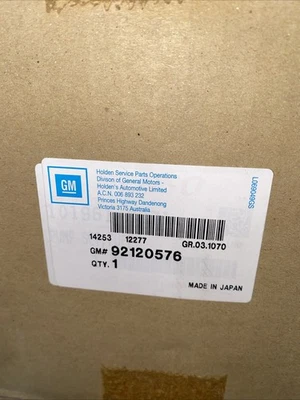 GM
Holden Service Parts Operations
Division of General Motors -
Holden's Automotive Limited
A.C.N. 006 893 232
Princes Highway Dandenong
Victoria 3175 Australia
14253 12277 GR.03.1070
GM# 92120576
QTY. 1
MADE IN JAPAN